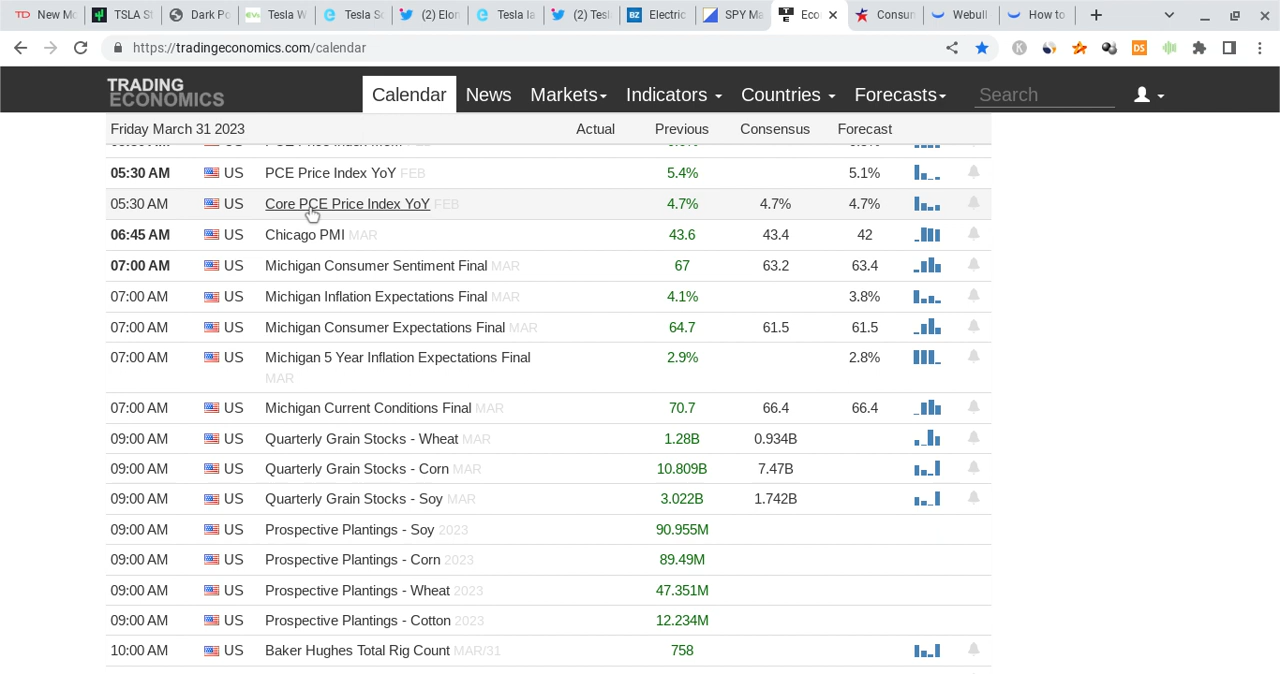 New Mo TSLA St Dark Po Tesla W Tesla So (2) Elon Tesla la (2) Tesl Electric SPY Ma Eco Consum Webull How to
https://tradingeconomics.com/calendar
TRADING ECONOMICS Calendar News Markets Indicators Countries Forecasts Search
Friday March 31 2023 Actual Previous Consensus Forecast
05:30 AM US PCE Price Index YoY FEB 5.4% 5.1%
05:30 AM US Core PCE Price Index YoY FEB 4.7% 4.7% 4.7%
06:45 AM US Chicago PMI MAR 43.6 43.4 42
07:00 AM US Michigan Consumer Sentiment Final MAR 67 63.2 63.4
07:00 AM US Michigan Inflation Expectations Final MAR 4.1% 3.8%
07:00 AM US Michigan Consumer Expectations Final MAR 64.7 61.5 61.5
07:00 AM US Michigan 5 Year Inflation Expectations Final 2.9% 2.8%
MAR
07:00 AM US Michigan Current Conditions Final MAR 70.7 66.4 66.4
09:00 AM US Quarterly Grain Stocks - Wheat MAR 1.28B 0.934B
09:00 AM US Quarterly Grain Stocks - Corn MAR 10.809B 7.47B
09:00 AM US Quarterly Grain Stocks - Soy MAR 3.022B 1.742B
09:00 AM US Prospective Plantings - Soy 2023 90.955M
09:00 AM US Prospective Plantings - Corn 2023 89.49M
09:00 AM US Prospective Plantings - Wheat 2023 47.351M
09:00 AM US Prospective Plantings - Cotton 2023 12.234M
10:00 AM US Baker Hughes Total Rig Count MAR/31 758